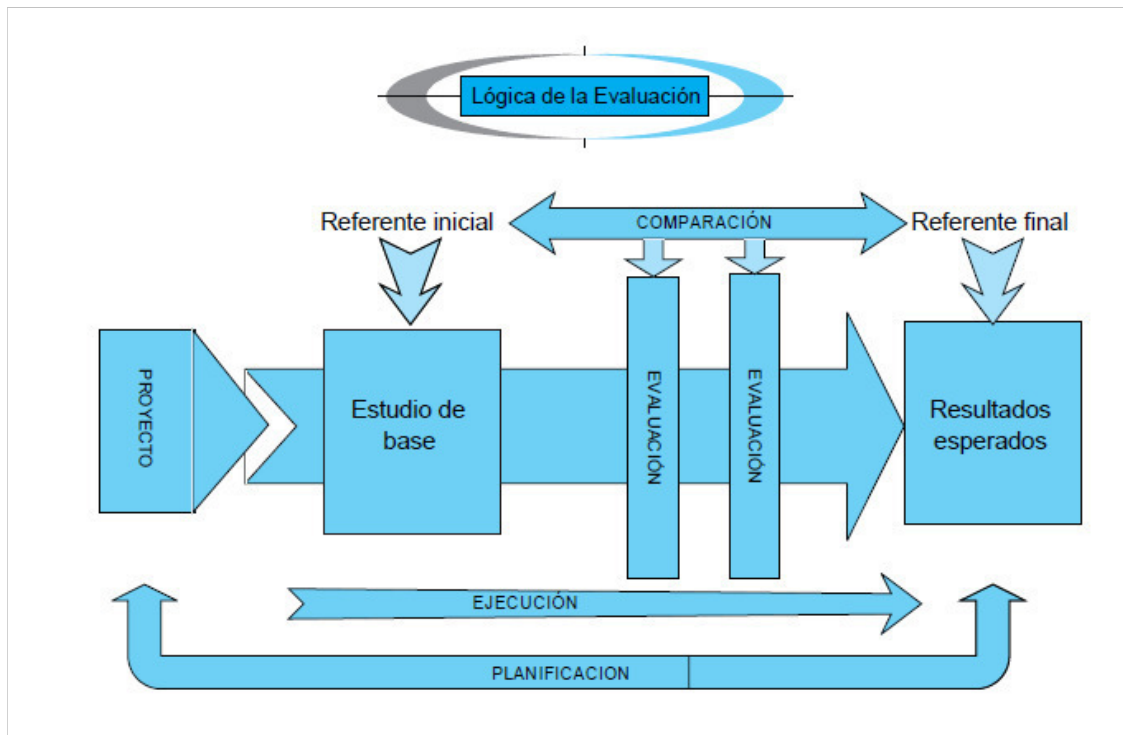 Lógica de la Evaluación
Referente inicial
COMPARACIÓN
Referente final
PROYECTO
Estudio de
base
EVALUACIÓN
EVALUACIÓN
Resultados
esperados
EJECUCIÓN
PLANIFICACION